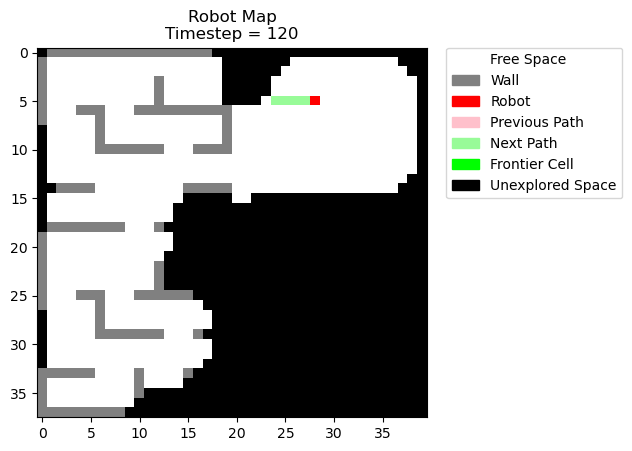 Robot Map
Timestep = 120
0
5
10
15
20
25
30
35
0
5
10
15
20
25
30
35
Free Space
Wall
Robot
Previous Path
Next Path
Frontier Cell
Unexplored Space